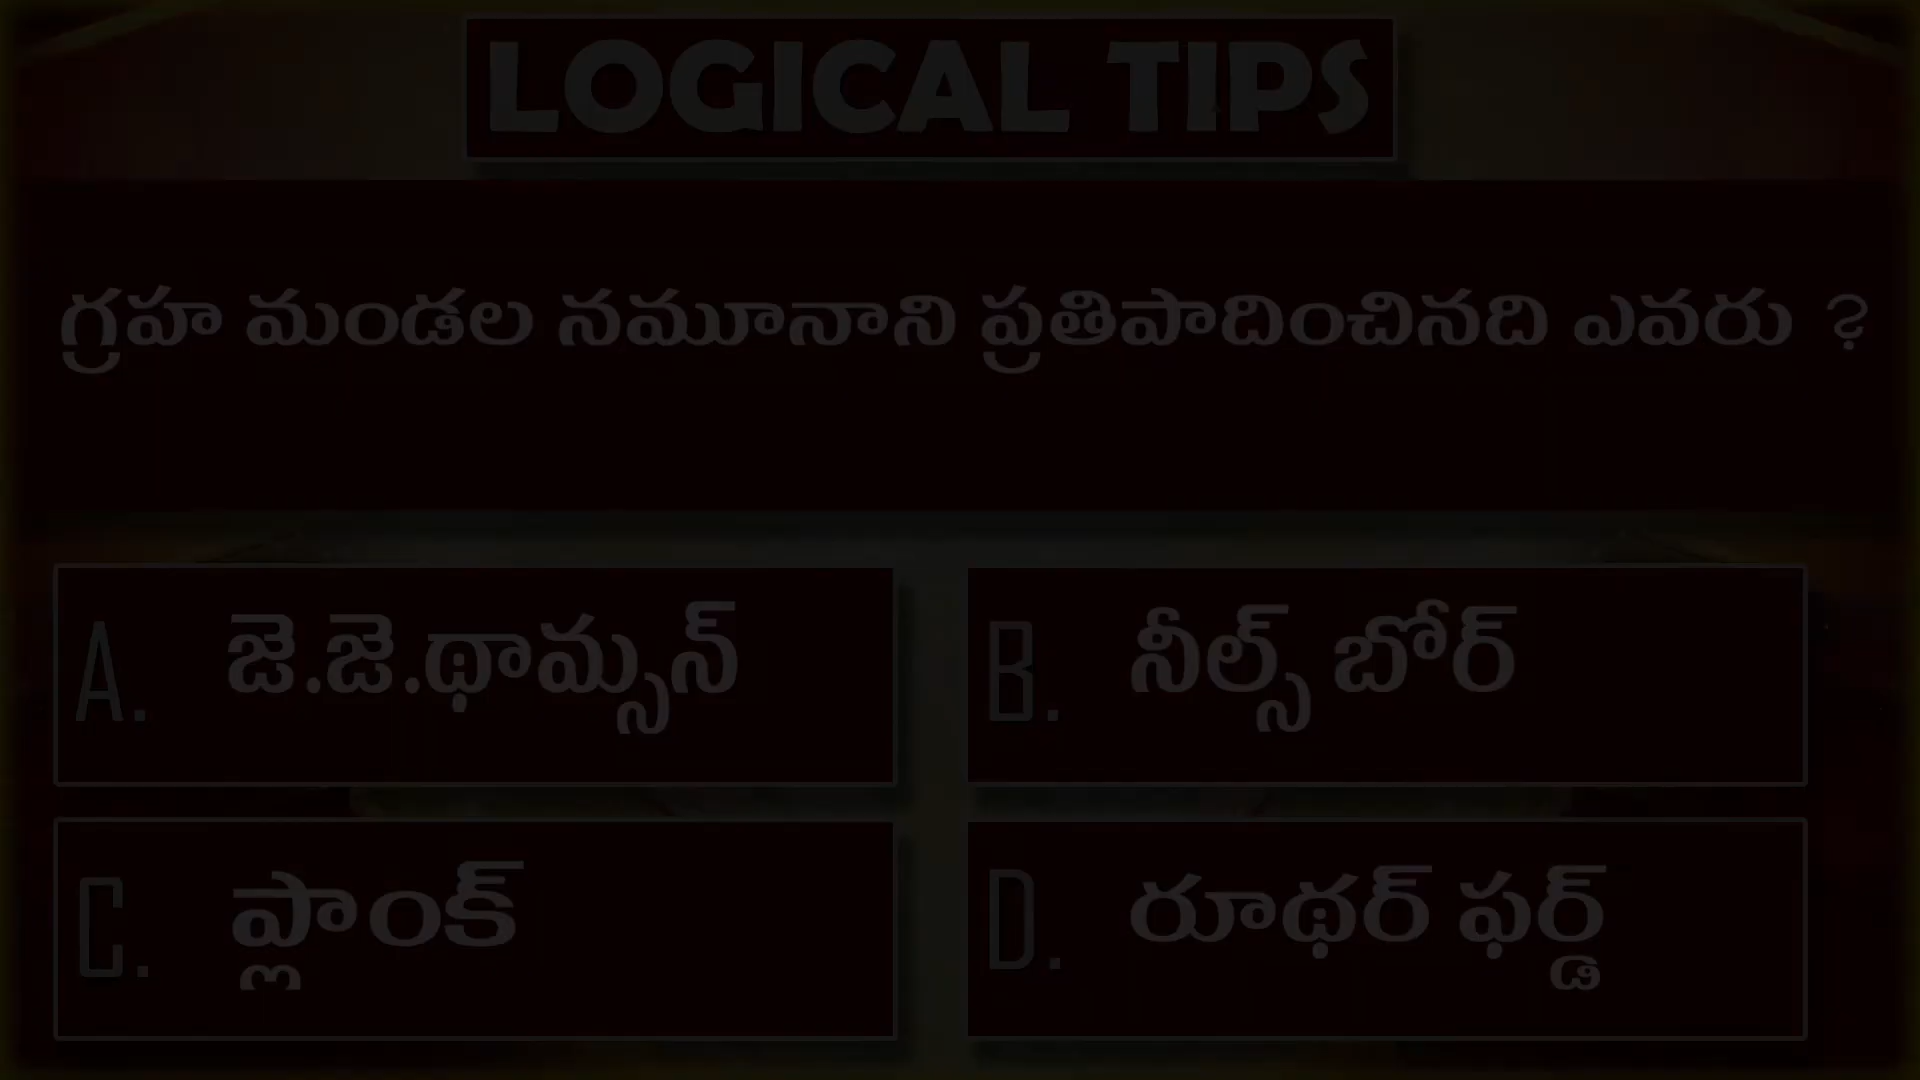 LOGICAL TIPS
గ్రహ మండల నమూనాని ప్రతిపాదించినది ఎవరు ?
A. జె.జె.థామ్సన్
B. నీల్స్ బోర్
C. ప్లాంక్
D. రూథర్ ఫర్డ్